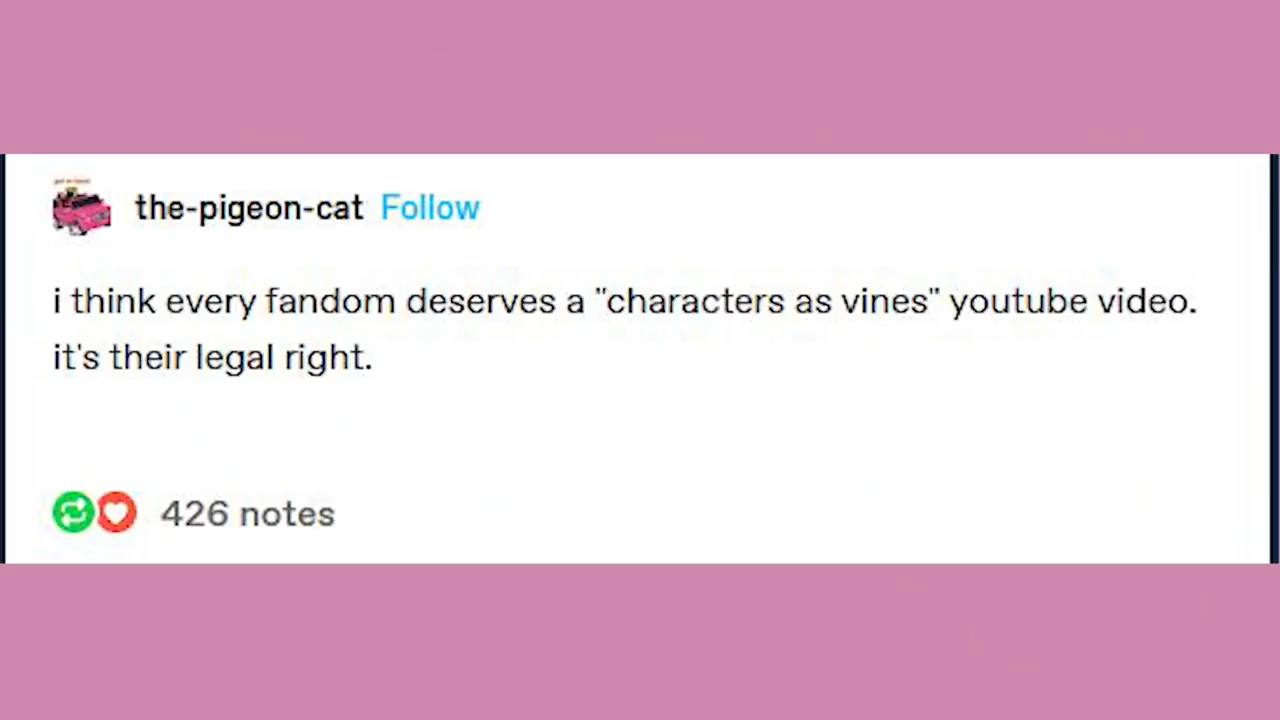 the-pigeon-cat Follow
i think every fandom deserves a "characters as vines" youtube video.
it's their legal right.
426 notes